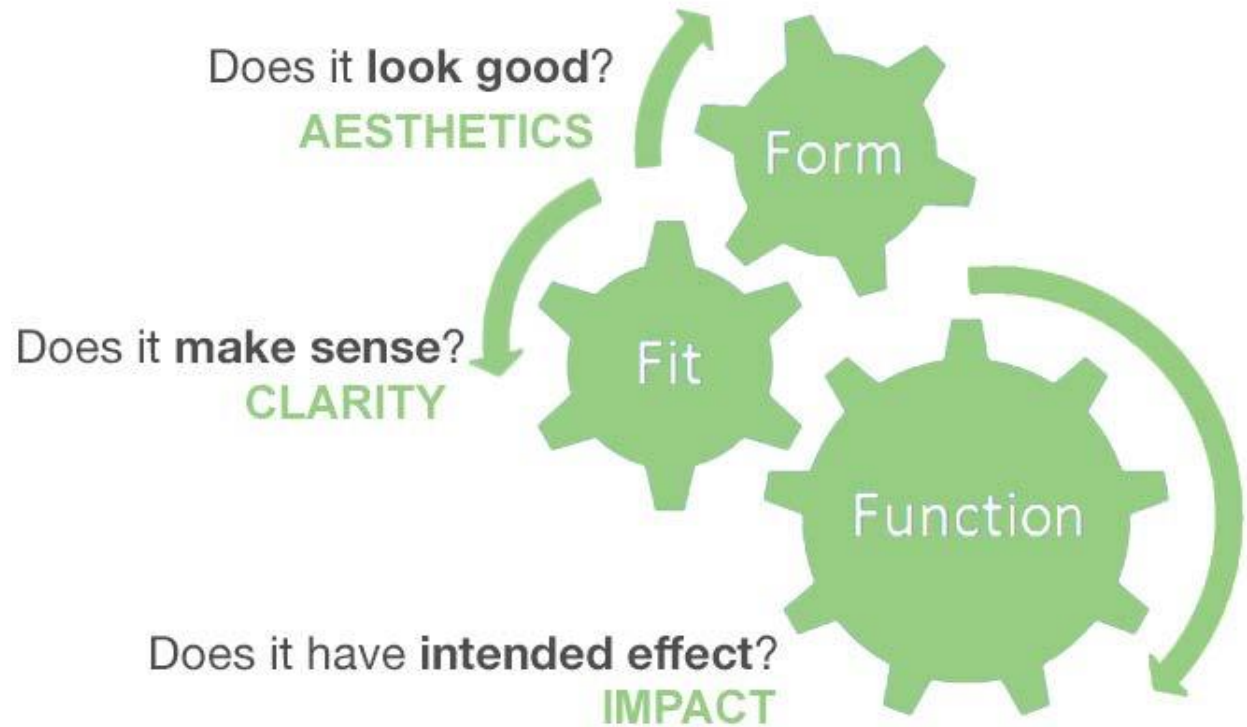 Does it look good?
AESTHETICS
Form
Does it make sense?
CLARITY
Fit
Function
Does it have intended effect?
IMPACT